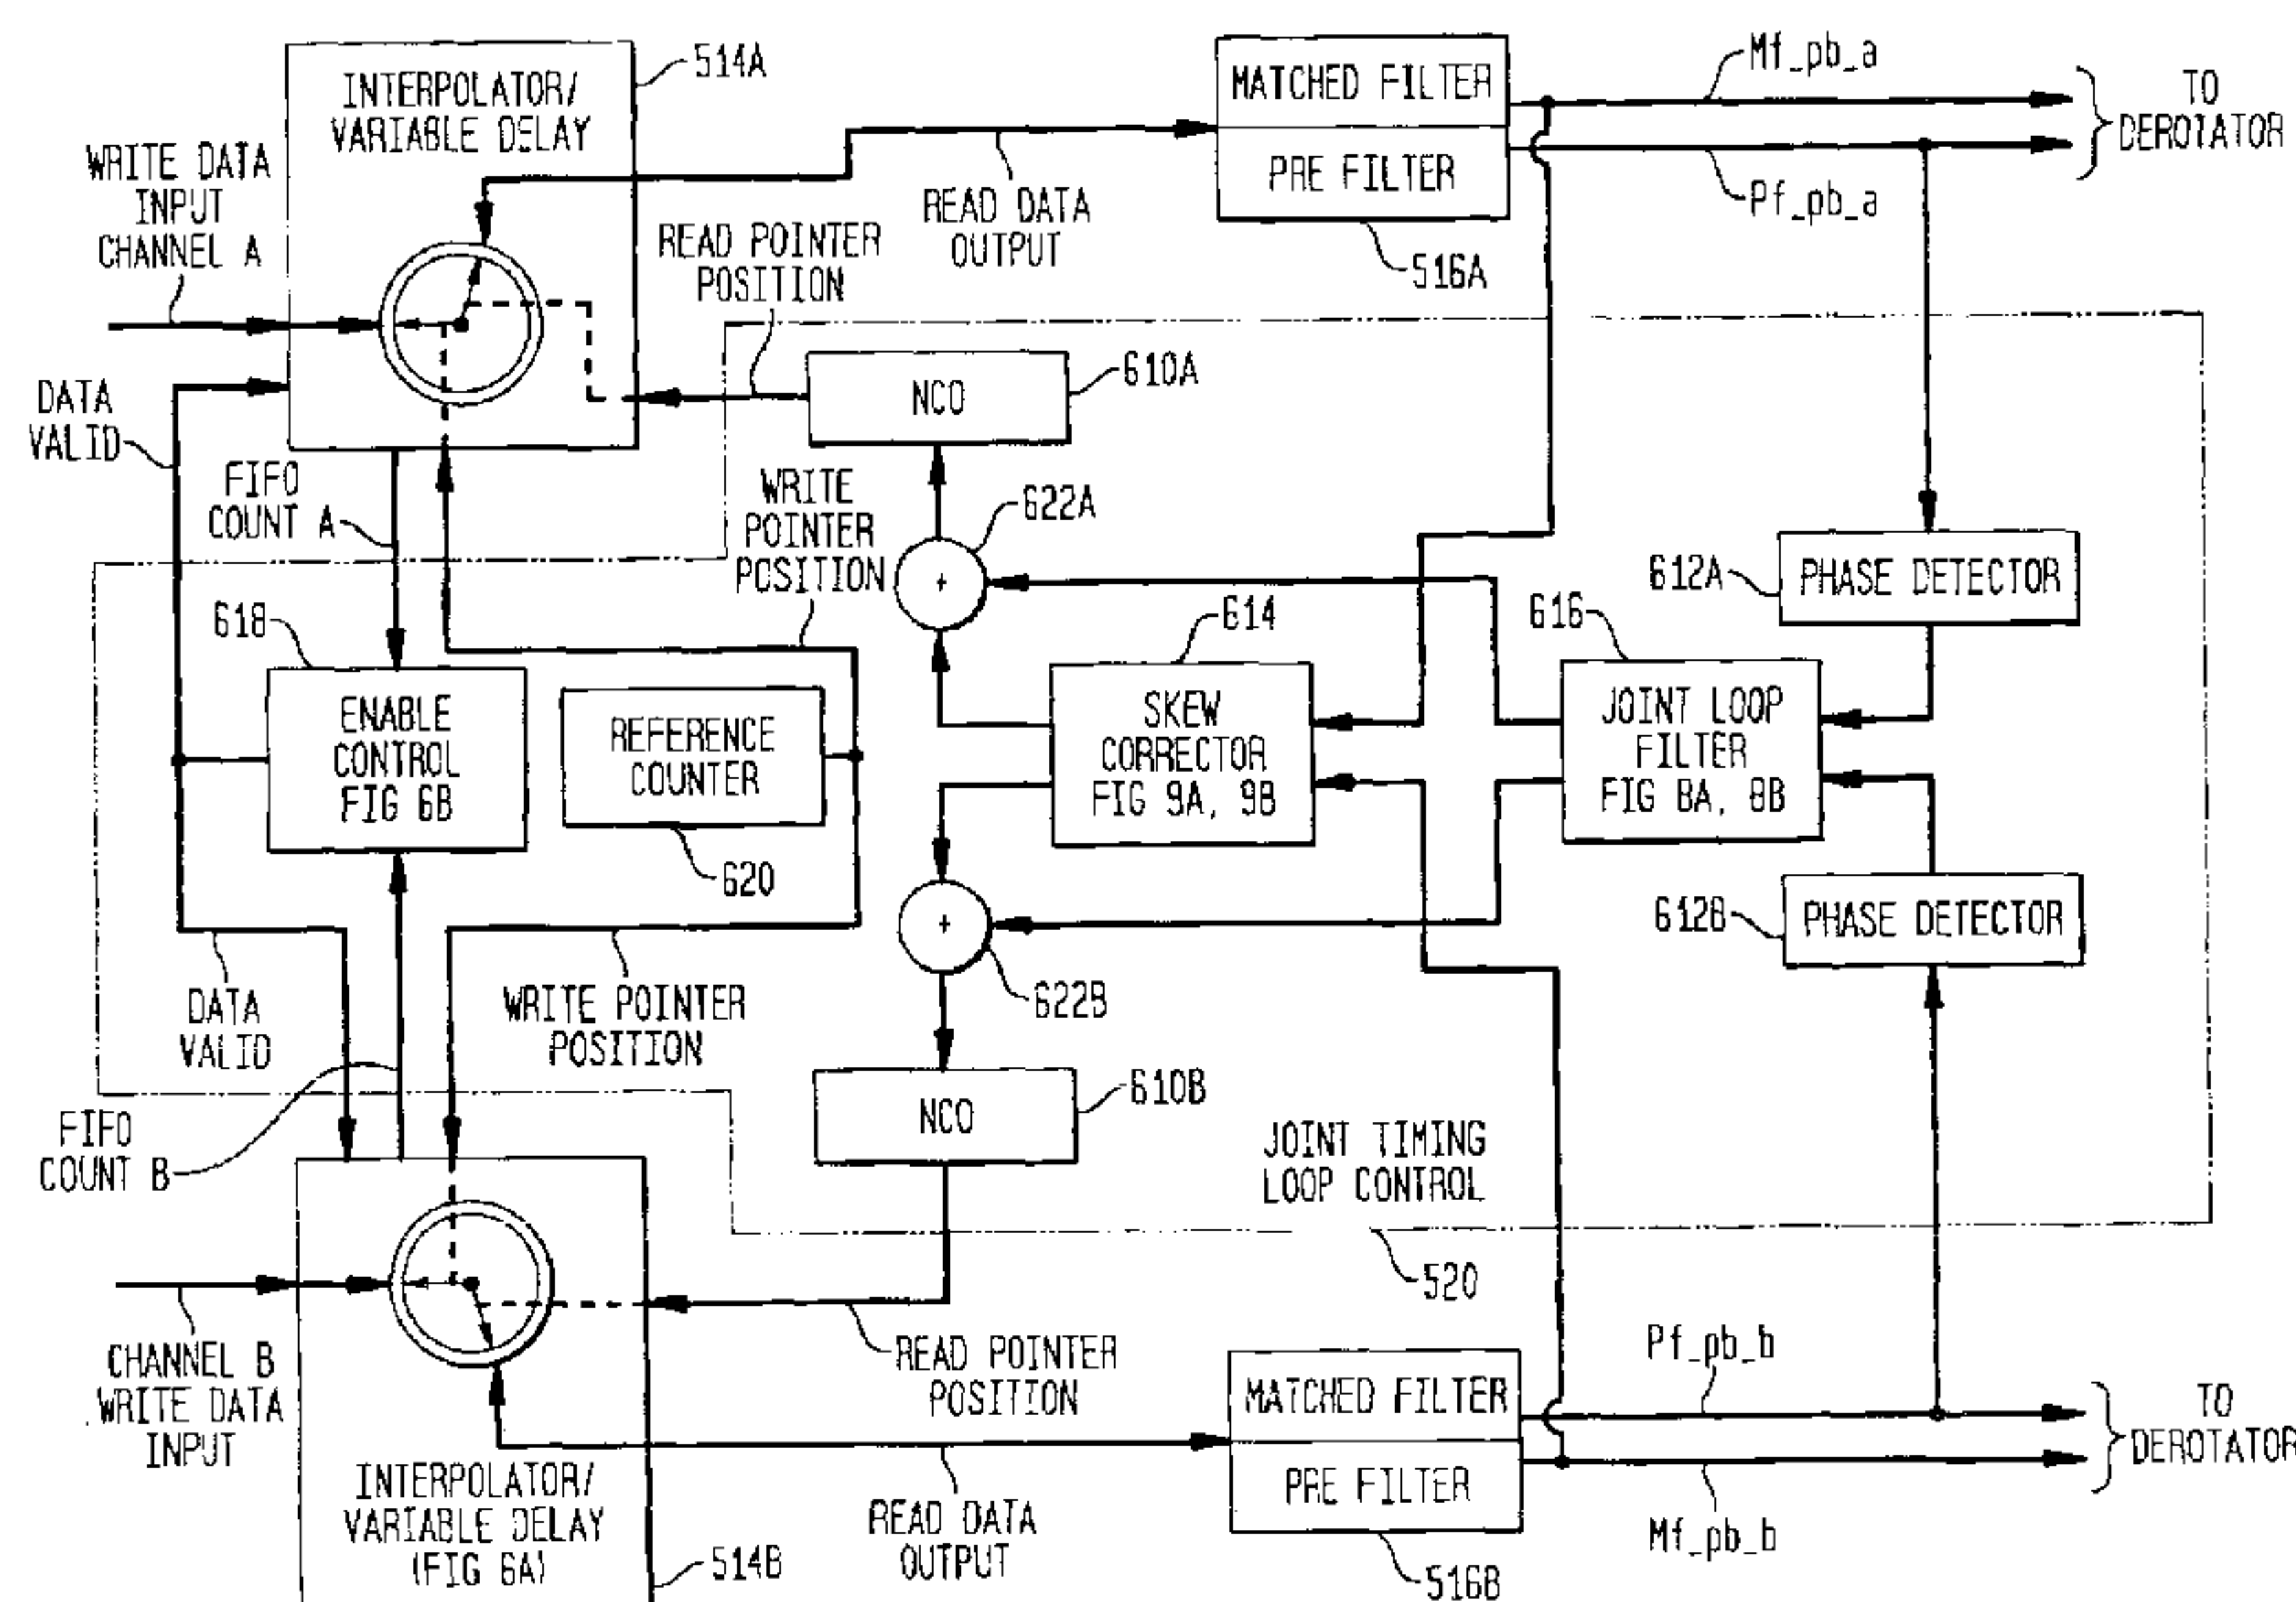 INTERPOLATOR/
VARIABLE DELAY
514A
WRITE DATA
INPUT
CHANNEL A
READ DATA
OUTPUT
MATCHED FILTER
PRE FILTER
516A
Mf_pb_a
Pf_pb_a
TO
DEROTATOR
READ POINTER
POSITION
DATA
VALID
FIFO
COUNT A
NCO
610A
WRITE
POINTER
POSITION
622A
+
612A
PHASE DETECTOR
618
ENABLE
CONTROL
FIG 6B
REFERENCE
COUNTER
620
614
SKEW
CORRECTOR
FIG 9A, 9B
616
JOINT LOOP
FILTER
FIG 8A, 8B
612B
PHASE DETECTOR
+
622B
DATA
VALID
WRITE POINTER
POSITION
NCO
610B
JOINT TIMING
LOOP CONTROL
520
FIFO
COUNT B
CHANNEL B
WRITE DATA
INPUT
READ POINTER
POSITION
INTERPOLATOR/
VARIABLE DELAY
(FIG 6A)
514B
READ DATA
OUTPUT
MATCHED FILTER
PRE FILTER
516B
Pf_pb_b
Mf_pb_b
TO
DEROTATOR